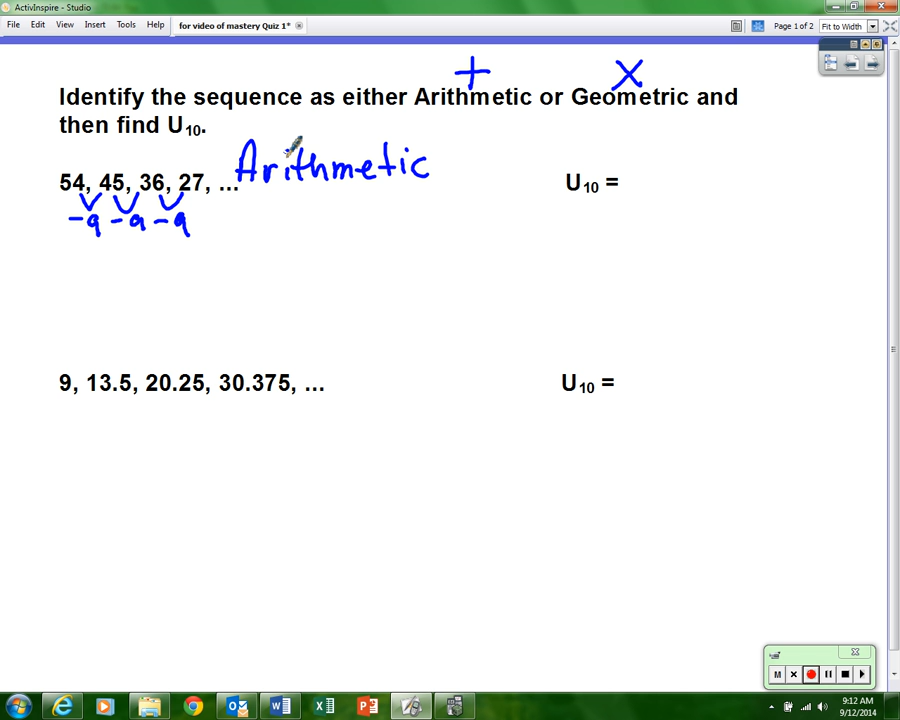 ActivInspire - Studio
File Edit View Insert Tools Help for video of mastery Quiz 1* Page 1 of 2 Fit to Width
+ X
Identify the sequence as either Arithmetic or Geometric and
then find U10.
54, 45, 36, 27, ... Arithmetic U10 =
-9 -9 -9
9, 13.5, 20.25, 30.375, ... U10 =
M
9:12 AM
9/12/2014